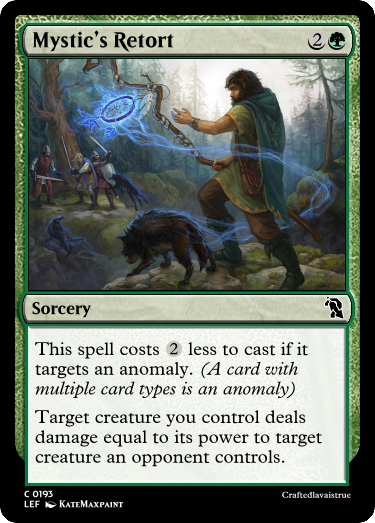 Mystic's Retort 2
Sorcery
This spell costs 2 less to cast if it
targets an anomaly. (A card with
multiple card types is an anomaly)
Target creature you control deals
damage equal to its power to target
creature an opponent controls.
C 0193
LEF KateMaxpaint
Craftedlavaistrue